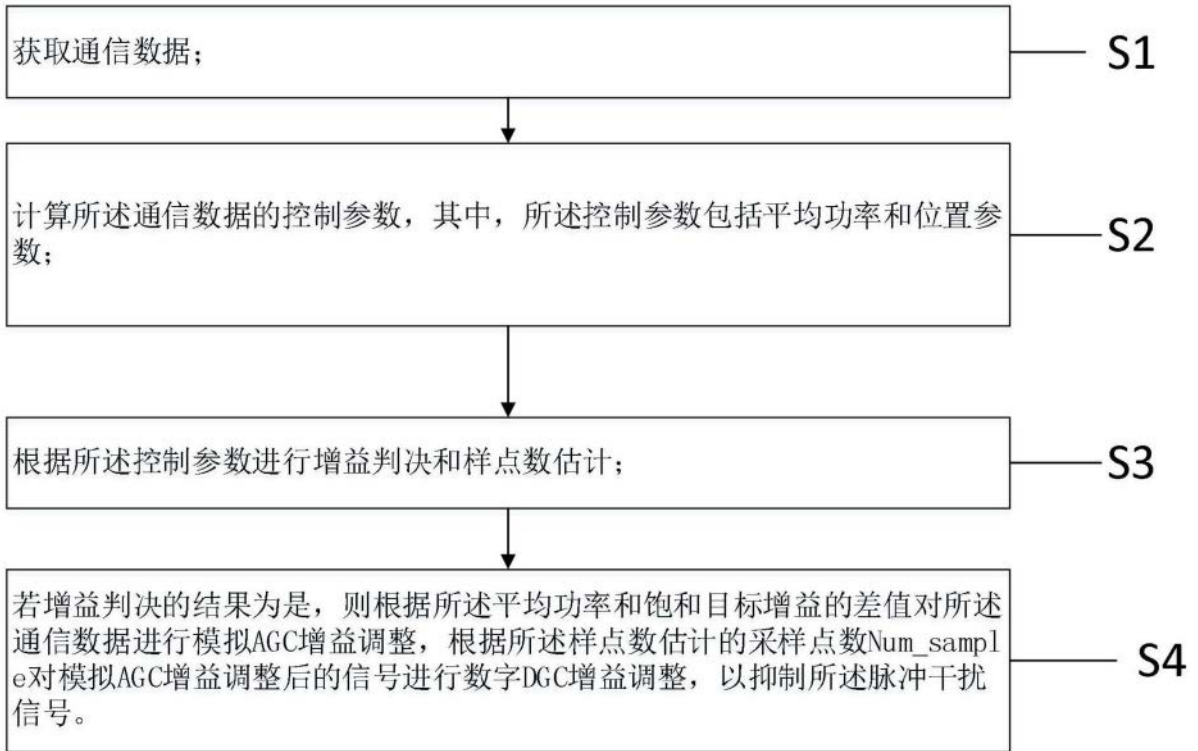 获取通信数据；
S1
计算所述通信数据的控制参数，其中，所述控制参数包括平均功率和位置参
数；
S2
根据所述控制参数进行增益判决和样点数估计；
S3
若增益判决的结果为是，则根据所述平均功率和饱和目标增益的差值对所述
通信数据进行模拟AGC增益调整，根据所述样点数估计的采样点数Num_sampl
e对模拟AGC增益调整后的信号进行数字DGC增益调整，以抑制所述脉冲干扰
信号。
S4